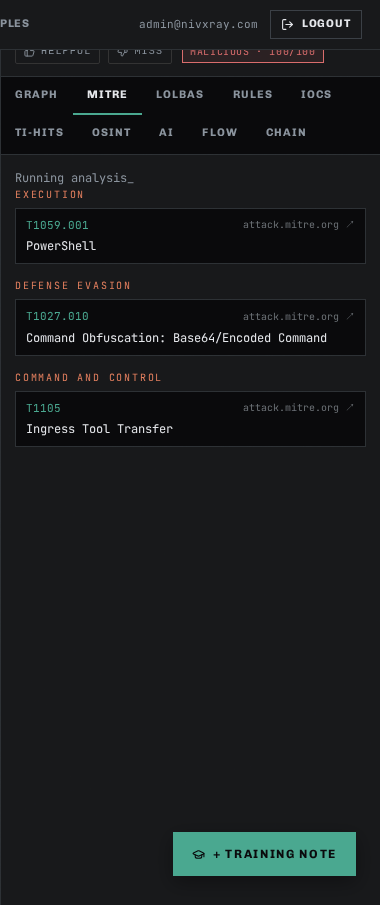 PLES
admin@nivxray.com
LOGOUT
HELPFUL
MISS
MALICIOUS · 100/100
GRAPH
MITRE
LOLBAS
RULES
IOCS
TI-HITS
OSINT
AI
FLOW
CHAIN
Running analysis_
EXECUTION
T1059.001
attack.mitre.org ↗
PowerShell
DEFENSE EVASION
T1027.010
attack.mitre.org ↗
Command Obfuscation: Base64/Encoded Command
COMMAND AND CONTROL
T1105
attack.mitre.org ↗
Ingress Tool Transfer
+ TRAINING NOTE